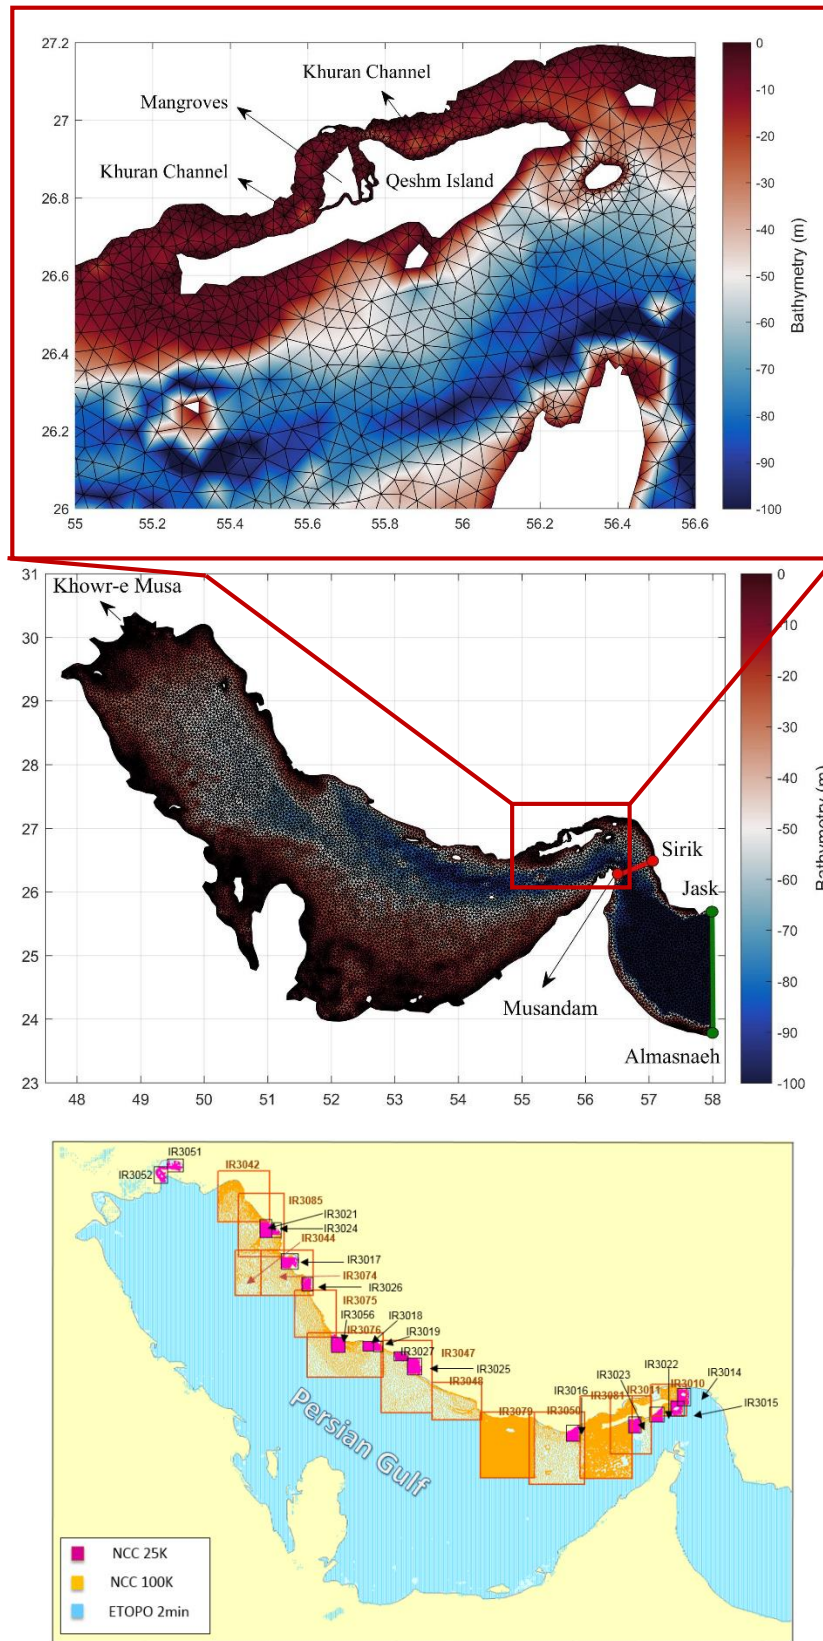 27.2
27
26.8
26.6
26.4
26.2
26
55
55.2
55.4
55.6
55.8
56
56.2
56.4
56.6
Khuran Channel
Mangroves
Khuran Channel
Qeshm Island
0
-10
-20
-30
-40
-50
-60
-70
-80
-90
-100
Bathymetry (m)
31
30
29
28
27
26
25
24
23
48
49
50
51
52
53
54
55
56
57
58
Khowr-e Musa
Sirik
Jask
Musandam
Almasnaeh
0
-10
-20
-30
-40
-50
-60
-70
-80
-90
-100
Bathymetry (m)
IR3051
IR3052
IR3042
IR3085
IR3021
IR3024
IR3044
IR3017
IR3074
IR3026
IR3075
IR3056
IR3018
IR3076
IR3019
IR3047
IR3027
IR3025
IR3048
IR3079
IR3016
IR3050
IR3023
IR3081
IR3011
IR3022
IR3010
IR3014
IR3015
Persian Gulf
NCC 25K
NCC 100K
ETOPO 2min